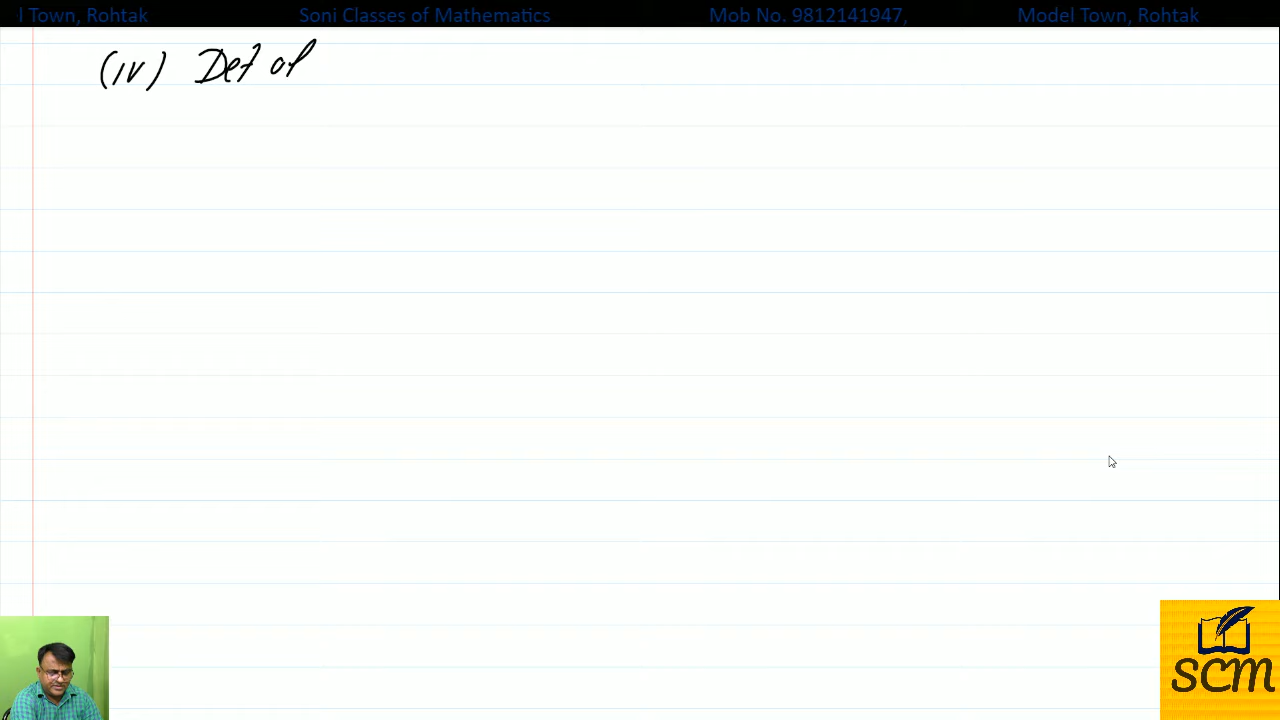 l Town, Rohtak Soni Classes of Mathematics Mob No. 9812141947, Model Town, Rohtak
(iv) Def of
SCM